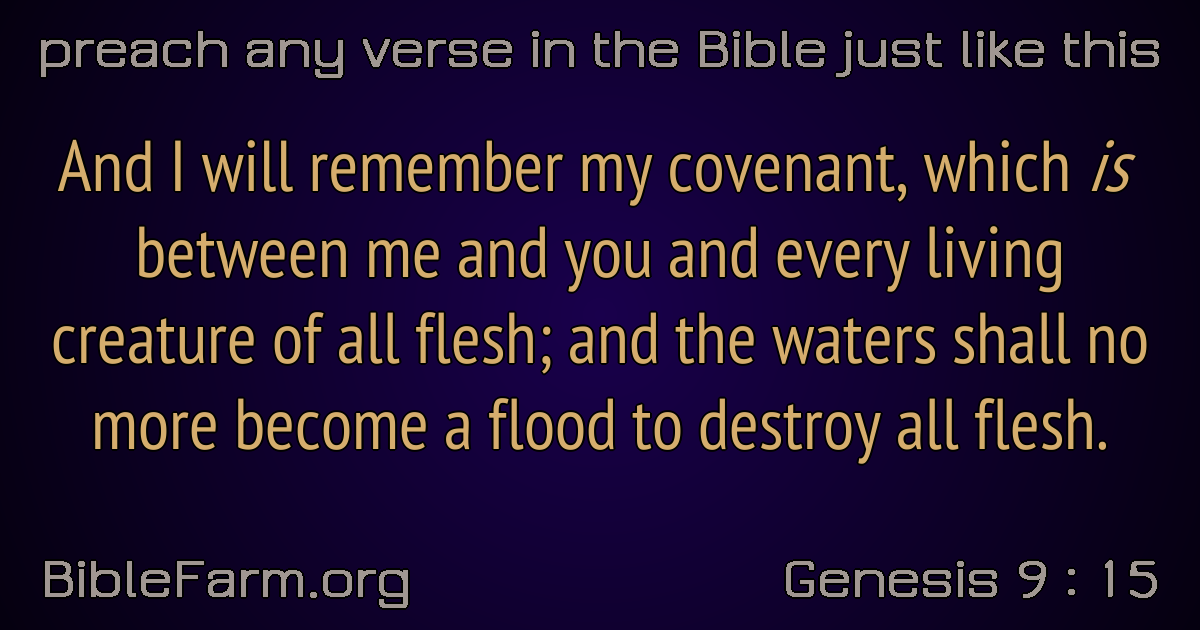 preach any verse in the Bible just like this
And I will remember my covenant, which is
between me and you and every living
creature of all flesh; and the waters shall no
more become a flood to destroy all flesh.
BibleFarm.org
Genesis 9 : 15